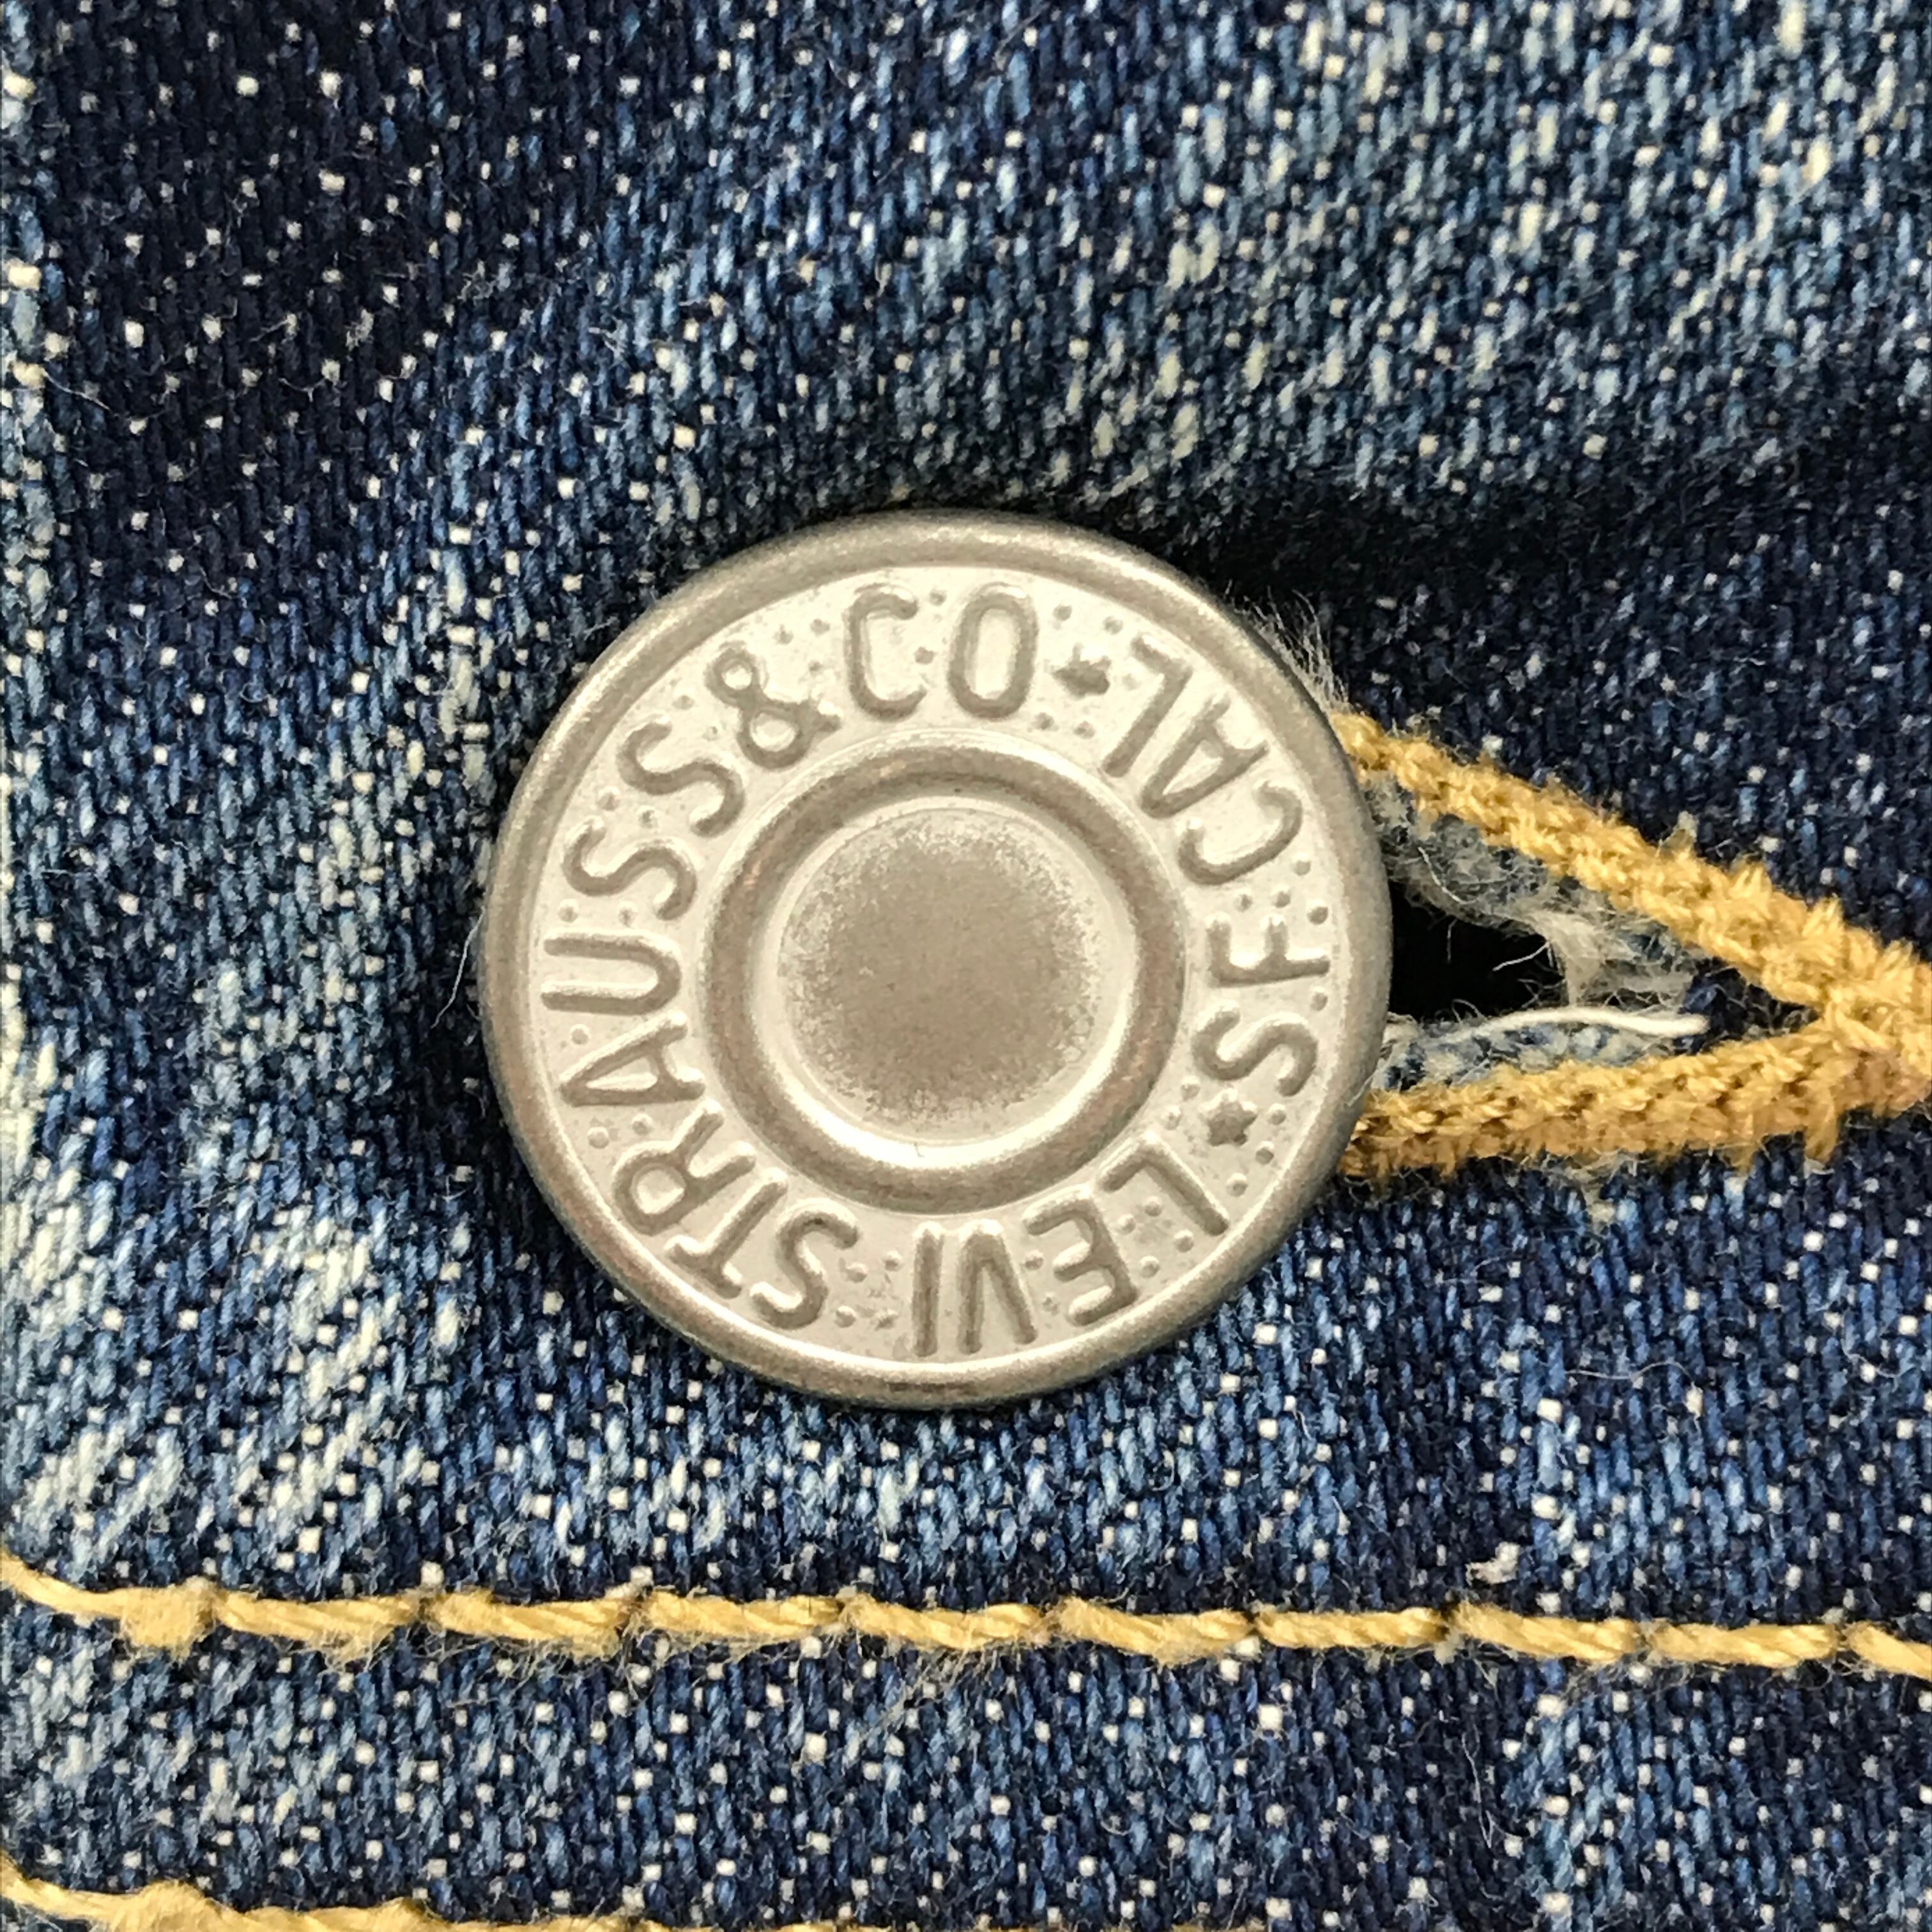 LEVI STRAUSS & CO ★
S F CAL ★